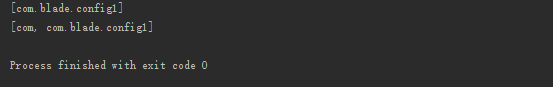 [com.blade.config1]
[com, com.blade.config1]
Process finished with exit code 0